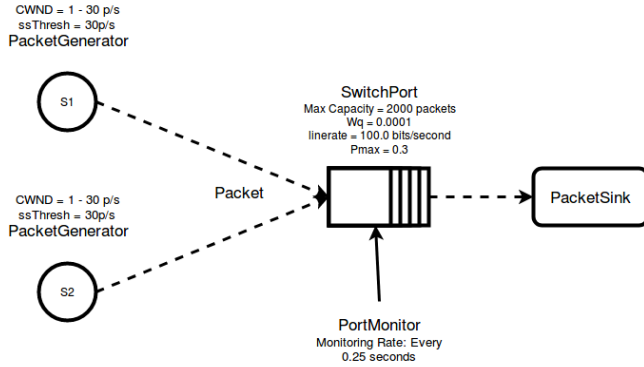 CWND = 1 - 30 p/s
ssThresh = 30p/s
PacketGenerator
S1
SwitchPort
Max Capacity = 2000 packets
Wq = 0.0001
linerate = 100.0 bits/second
Pmax = 0.3
Packet
PacketSink
CWND = 1 - 30 p/s
ssThresh = 30p/s
PacketGenerator
S2
PortMonitor
Monitoring Rate: Every
0.25 seconds